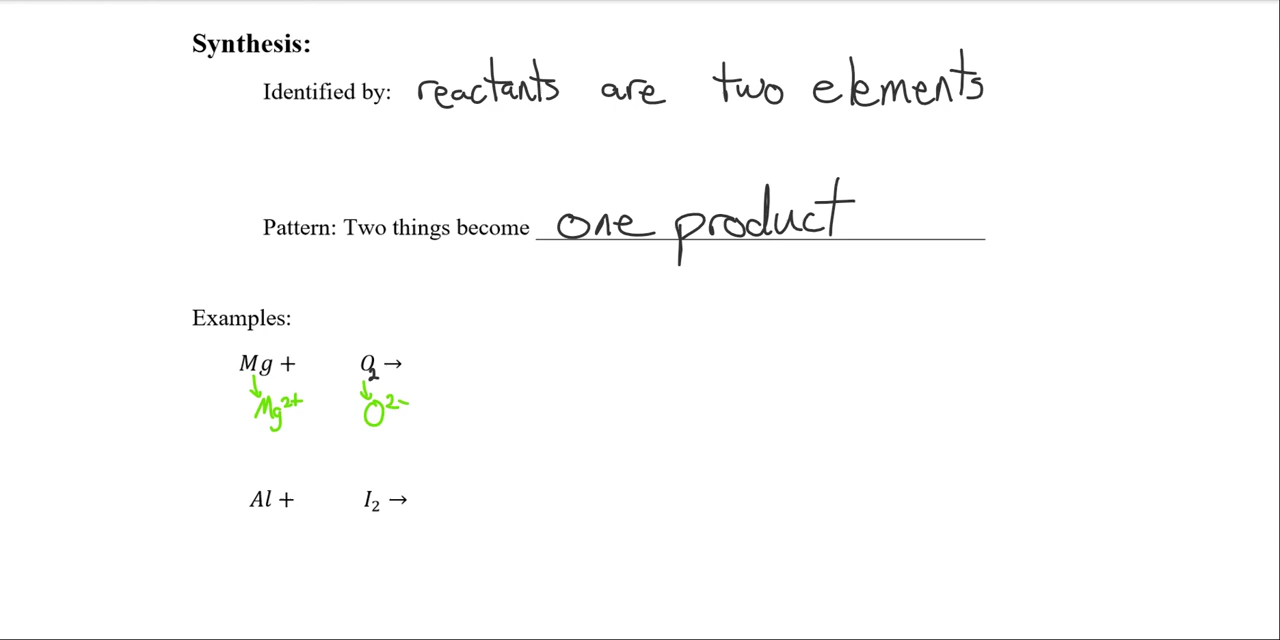 Synthesis:
Identified by: reactants are two elements
Pattern: Two things become one product
Examples:
Mg + O₂ →
Mg²⁺ O²⁻
Al + I₂ →